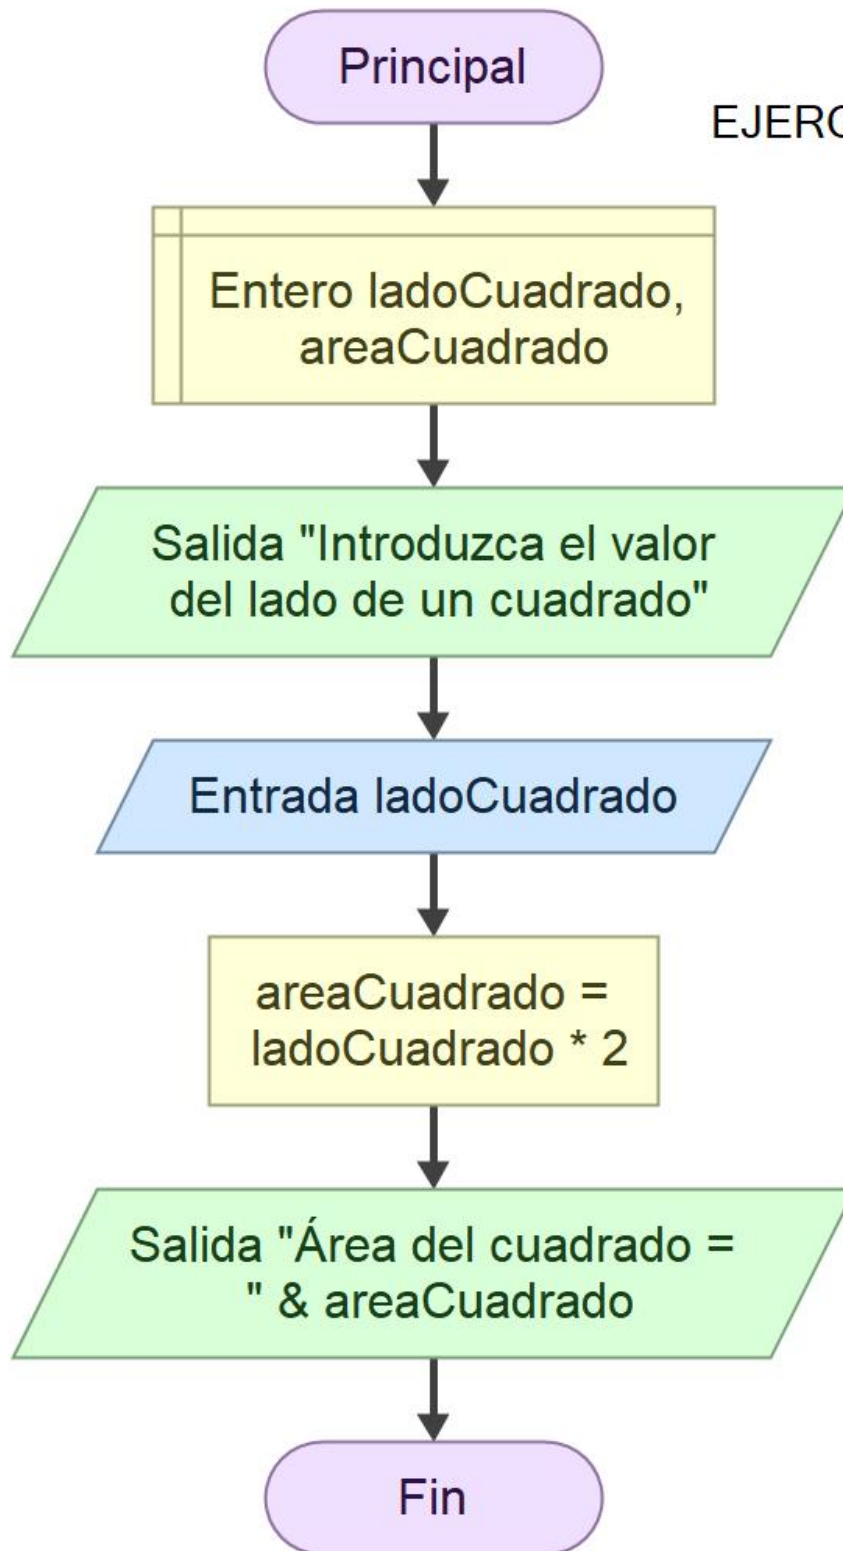 Principal
Entero ladoCuadrado,
areaCuadrado
Salida "Introduzca el valor
del lado de un cuadrado"
Entrada ladoCuadrado
areaCuadrado =
ladoCuadrado * 2
Salida "Área del cuadrado =
" & areaCuadrado
Fin